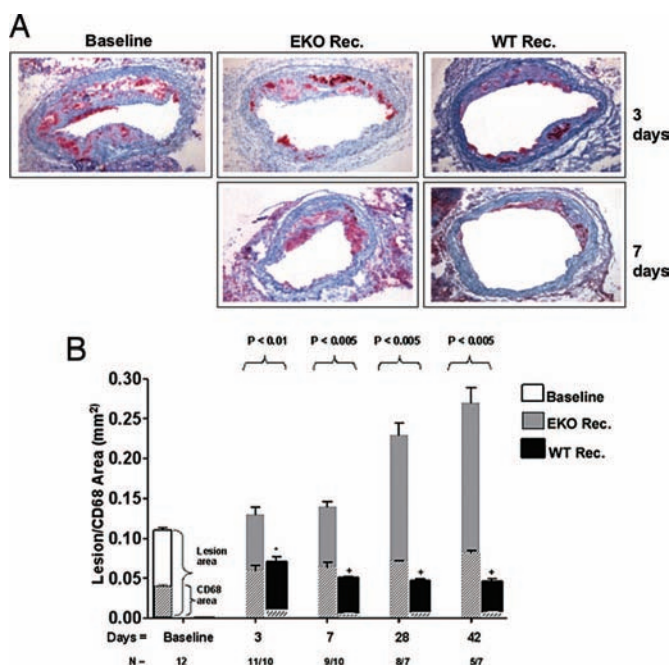 A
Baseline
EKO Rec.
WT Rec.
3
days
7
days
B
P < 0.01
P < 0.005
P < 0.005
P < 0.005
Lesion/CD68 Area (mm²)
0.30
0.25
0.20
0.15
0.10
0.05
0.00
Lesion
area
CD68
area
*
+
+
+
Baseline
EKO Rec.
WT Rec.
Days =
Baseline
3
7
28
42
N =
12
11/10
9/10
8/7
5/7